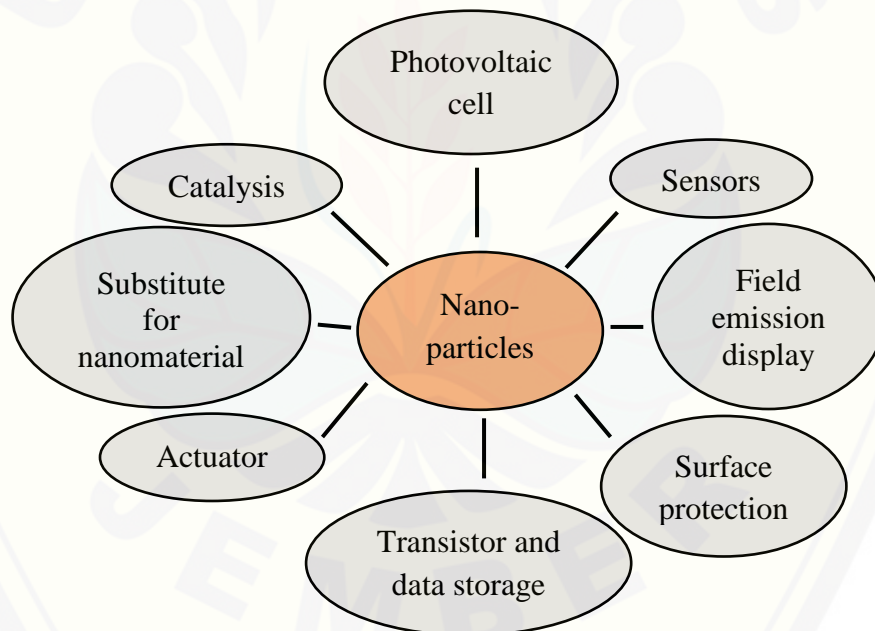 Photovoltaic
cell
Catalysis
Sensors
Substitute
for
nanomaterial
Nano-
particles
Field
emission
display
Actuator
Surface
protection
Transistor and
data storage
JEMBER